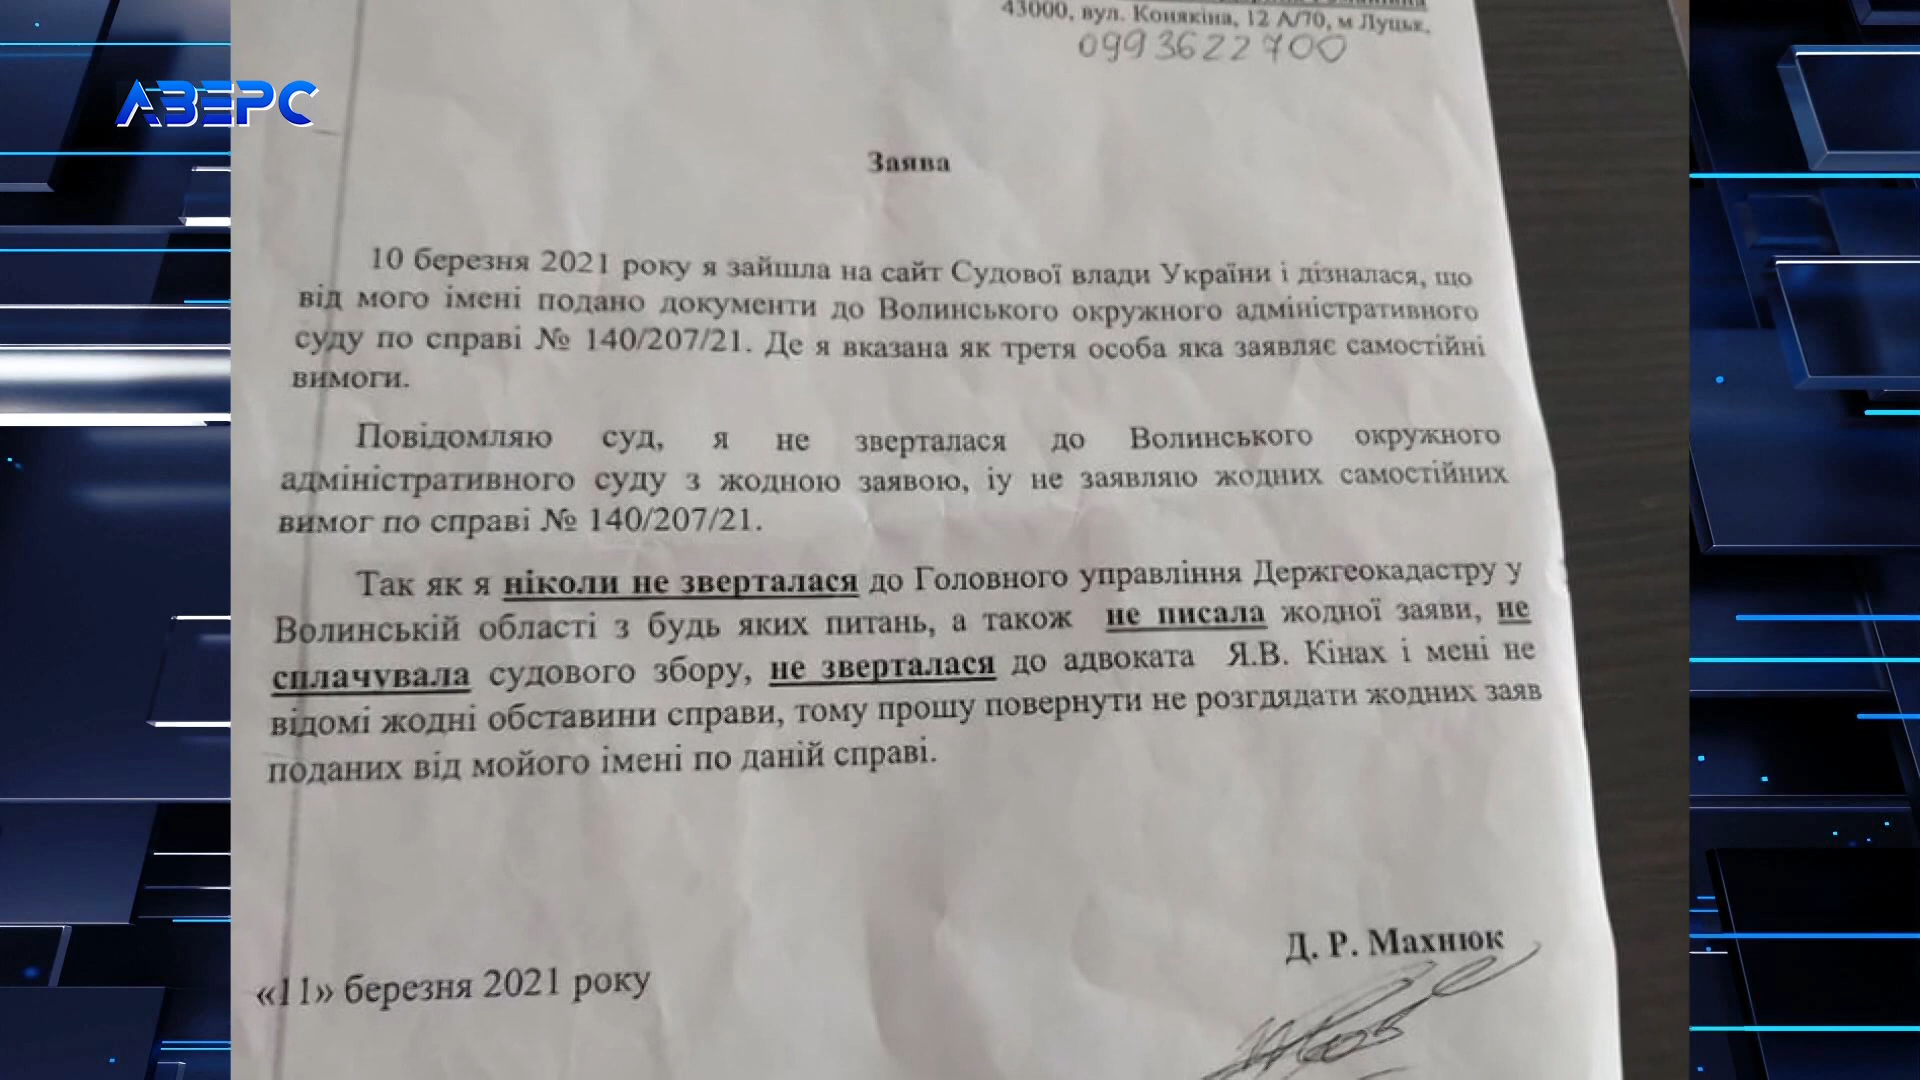 43000, вул. Конякіна, 12 А/70, м Луцьк,
0993622700
АВЕРС
Заява
10 березня 2021 року я зайшла на сайт Судової влади України і дізналася, що
від мого імені подано документи до Волинського окружного адміністративного
суду по справі № 140/207/21. Де я вказана як третя особа яка заявляє самостійні
вимоги.
Повідомляю суд, я не зверталася до Волинського окружного
адміністративного суду з жодною заявою, іу не заявляю жодних самостійних
вимог по справі № 140/207/21.
Так як я ніколи не зверталася до Головного управління Держгеокадастру у
Волинській області з будь яких питань, а також не писала жодної заяви, не
сплачувала судового збору, не зверталася до адвоката Я.В. Кінах і мені не
відомі жодні обставини справи, тому прошу повернути не розгдядати жодних заяв
поданих від мойого імені по даній справі.
Д. Р. Махнюк
«11» березня 2021 року